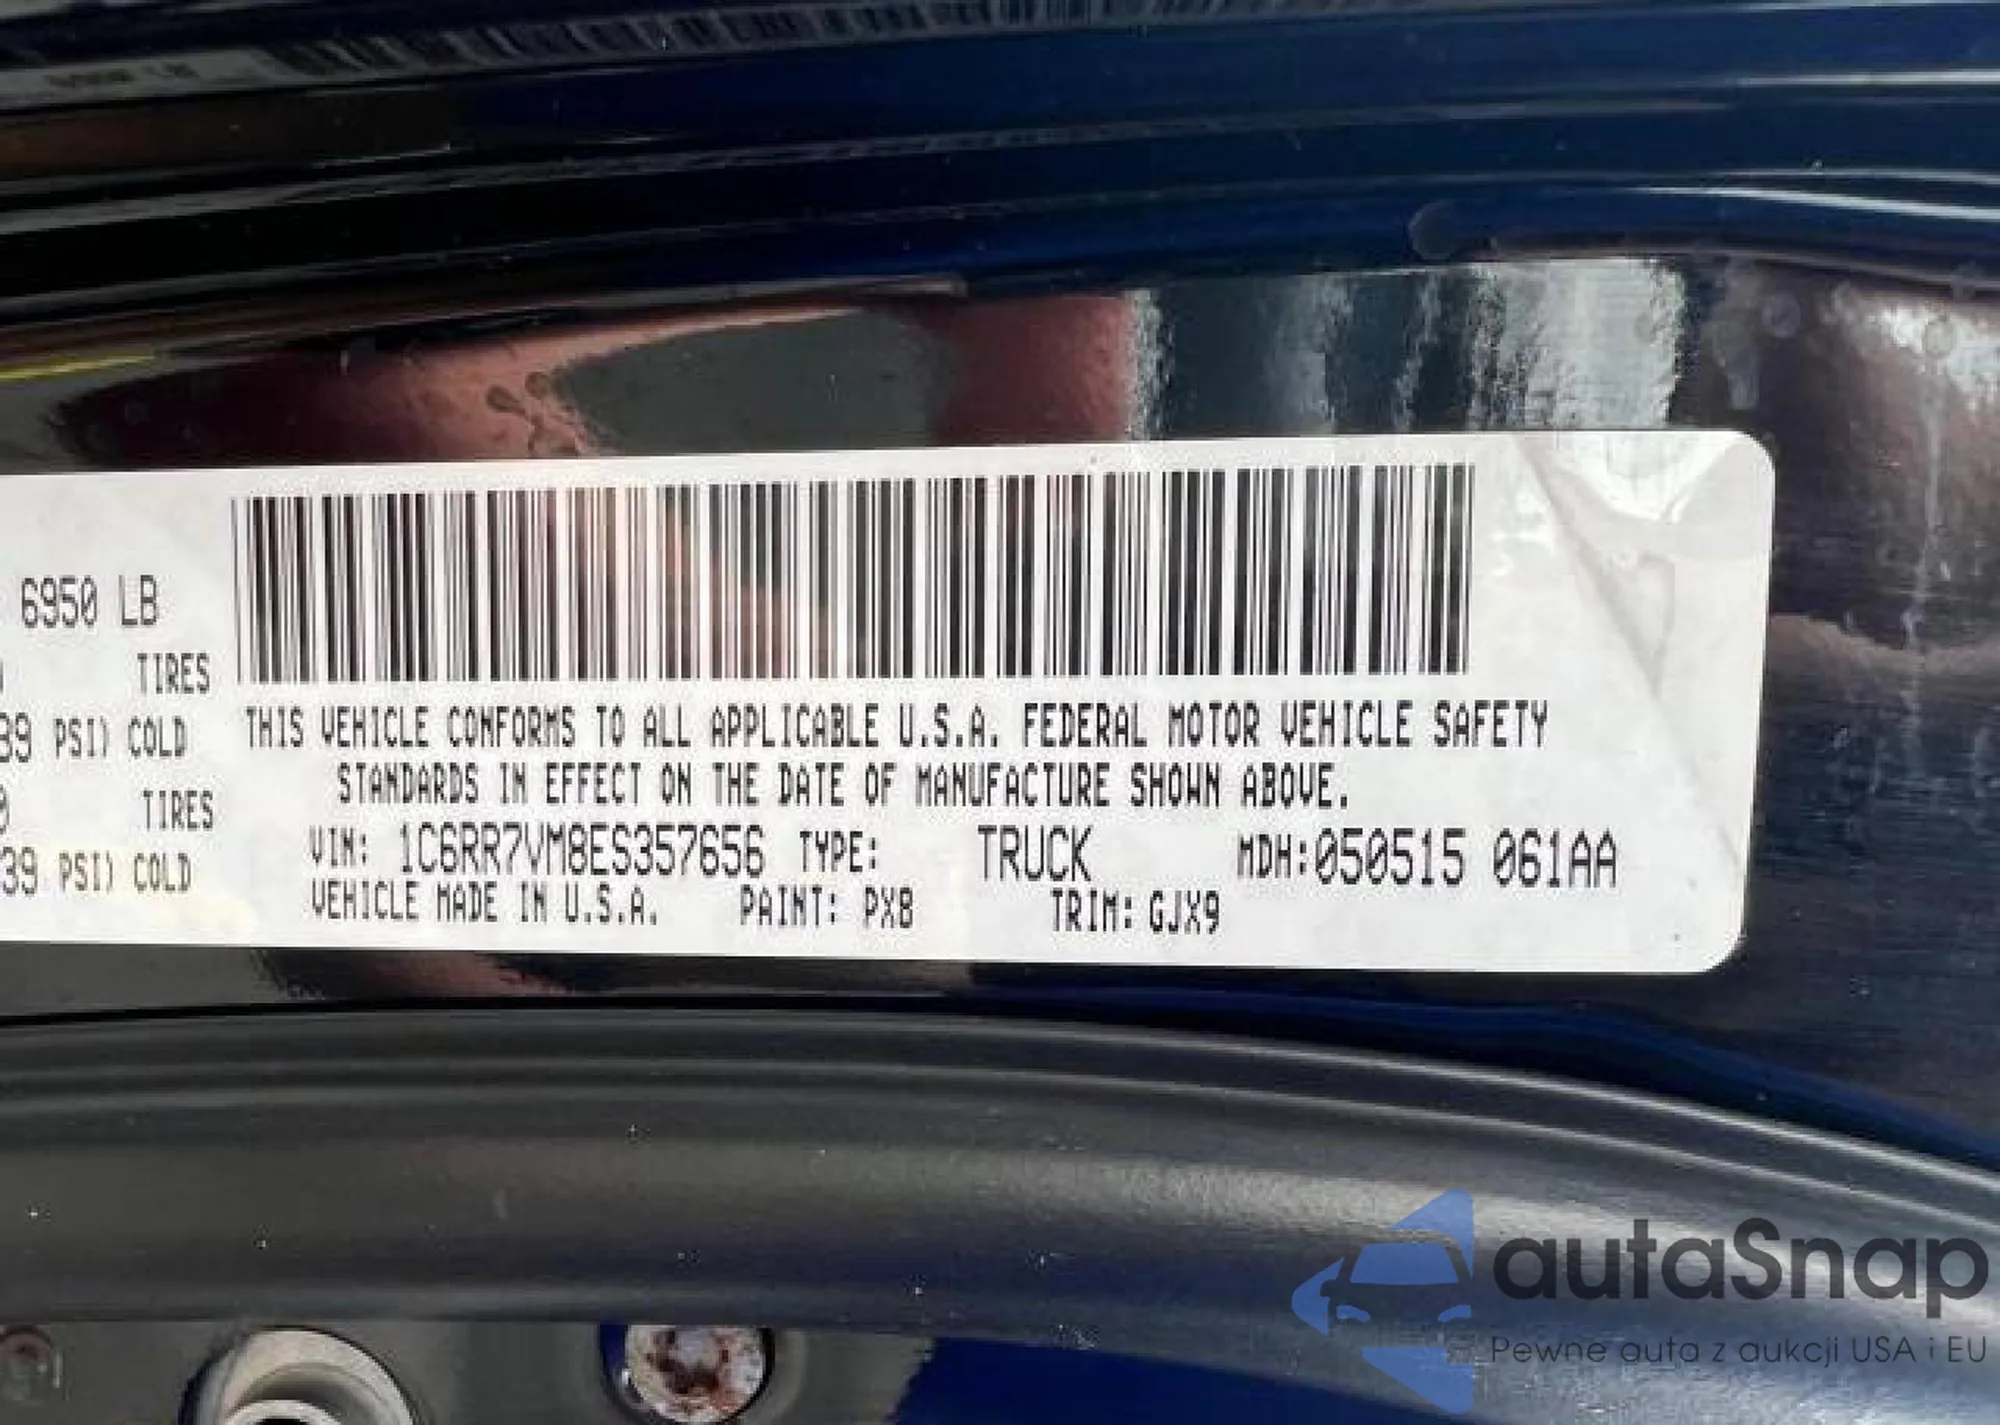 6950 LB
TIRES
39 PSI) COLD
TIRES
39 PSI) COLD
THIS VEHICLE CONFORMS TO ALL APPLICABLE U.S.A. FEDERAL MOTOR VEHICLE SAFETY
STANDARDS IN EFFECT ON THE DATE OF MANUFACTURE SHOWN ABOVE.
VIN: 1C6RR7VM8ES357656 TYPE: TRUCK MDH:050515 061AA
VEHICLE MADE IN U.S.A. PAINT: PX8 TRIM: GJX9
autaSnap
Pewne auta z aukcji USA i EU